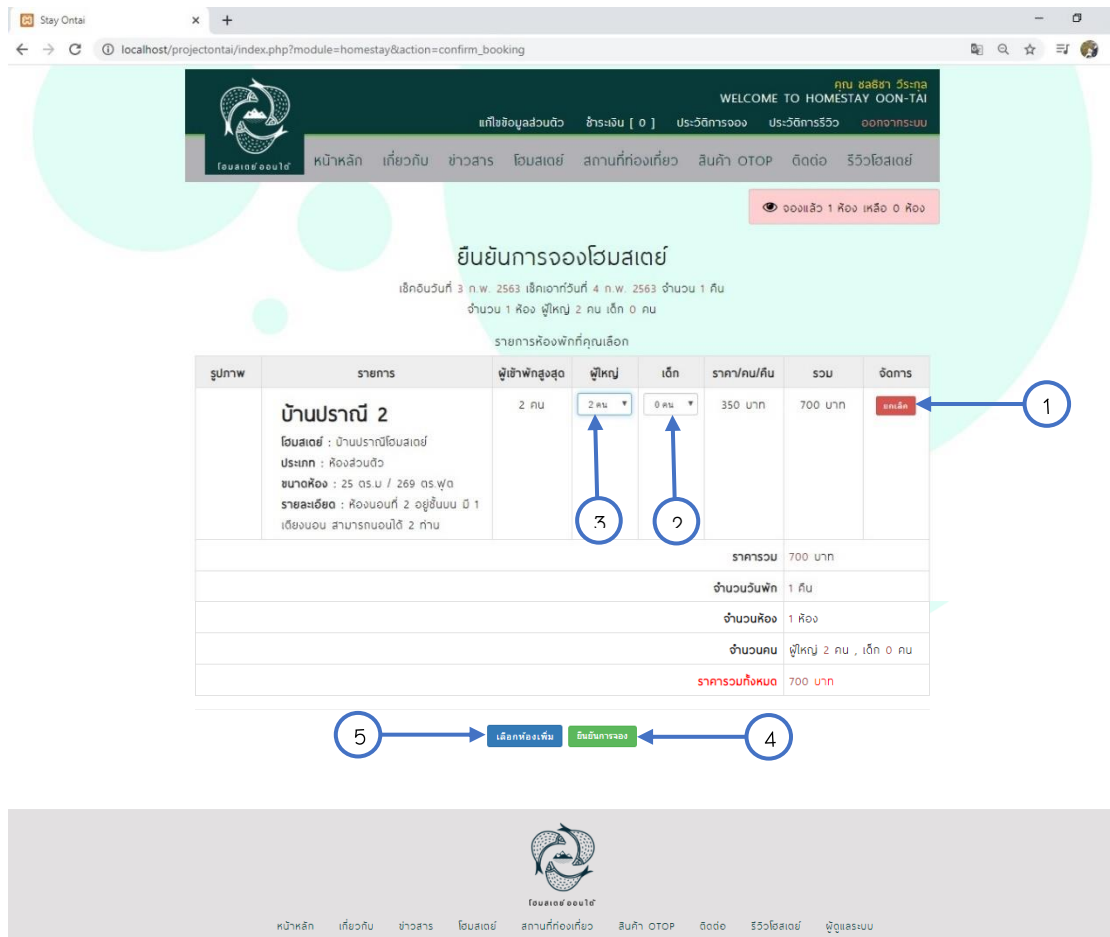 Stay Ontai
localhost/projectontai/index.php?module=homestay&action=confirm_booking
คุณ ชลธิชา วีระกุล
WELCOME TO HOMESTAY OON-TAI
แก้ไขข้อมูลส่วนตัว ชำระเงิน [ 0 ] ประวัติการจอง ประวัติการรีวิว ออกจากระบบ
โฮมสเตย์ออนใต้
หน้าหลัก เกี่ยวกับ ข่าวสาร โฮมสเตย์ สถานที่ท่องเที่ยว สินค้า OTOP ติดต่อ รีวิวโฮสเตย์
จองแล้ว 1 ห้อง เหลือ 0 ห้อง
ยืนยันการจองโฮมสเตย์
เช็คอินวันที่ 3 ก.พ. 2563 เช็คเอาท์วันที่ 4 ก.พ. 2563 จำนวน 1 คืน
จำนวน 1 ห้อง ผู้ใหญ่ 2 คน เด็ก 0 คน
รายการห้องพักที่คุณเลือก
รูปภาพ รายการ ผู้เข้าพักสูงสุด ผู้ใหญ่ เด็ก ราคา/คน/คืน รวม จัดการ
บ้านปราณี 2 2 คน 2 คน 0 คน 350 บาท 700 บาท ยกเลิก 1
โฮมสเตย์ : บ้านปราณีโฮมสเตย์
ประเภท : ห้องส่วนตัว
ขนาดห้อง : 25 ตร.ม / 269 ตร.ฟุต
รายละเอียด : ห้องนอนที่ 2 อยู่ชั้นบน มี 1
เตียงนอน สามารถนอนได้ 2 ท่าน
3 2
ราคารวม 700 บาท
จำนวนวันพัก 1 คืน
จำนวนห้อง 1 ห้อง
จำนวนคน ผู้ใหญ่ 2 คน , เด็ก 0 คน
ราคารวมทั้งหมด 700 บาท
5 เลือกห้องเพิ่ม ยืนยันการจอง 4
โฮมสเตย์ออนใต้
หน้าหลัก เกี่ยวกับ ข่าวสาร โฮมสเตย์ สถานที่ท่องเที่ยว สินค้า OTOP ติดต่อ รีวิวโฮสเตย์ ผู้ดูแลระบบ